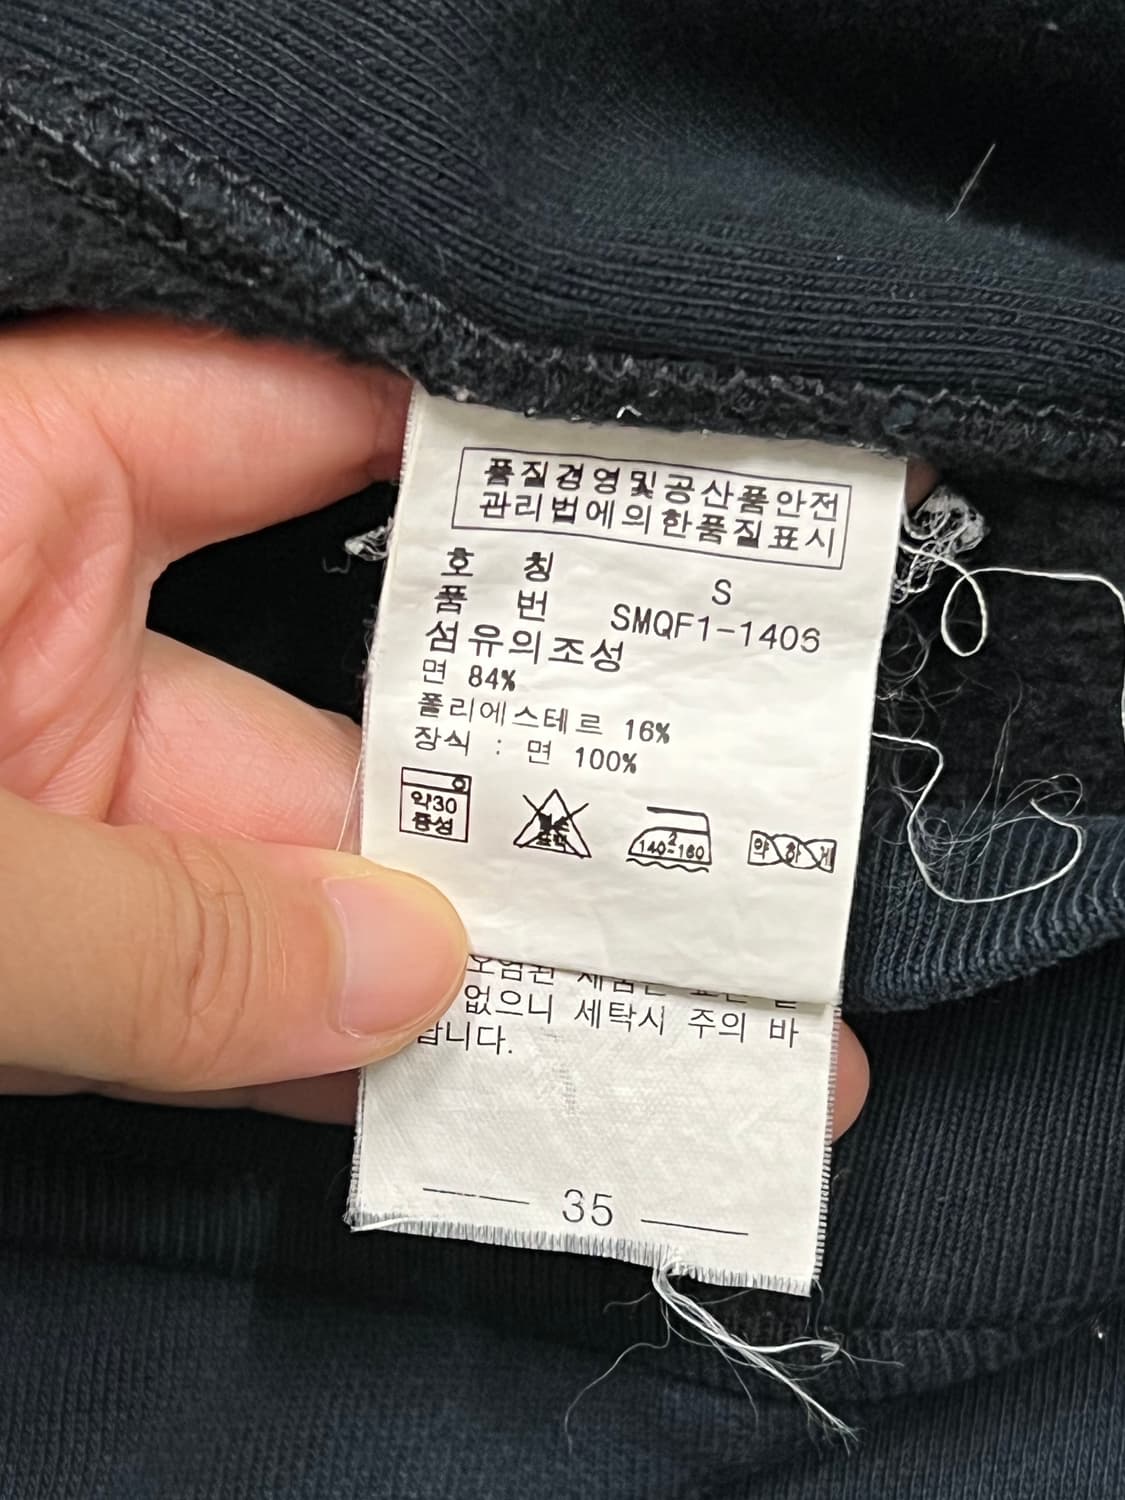 품질경영및공산품안전
관리법에의한품질표시
호 칭 S
품 번 SMQF1-1406
섬유의조성
면 84%
폴리에스테르 16%
장식 : 면 100%
약30
중성
140~160
약하게
없으니 세탁시 주의 바
랍니다.
35